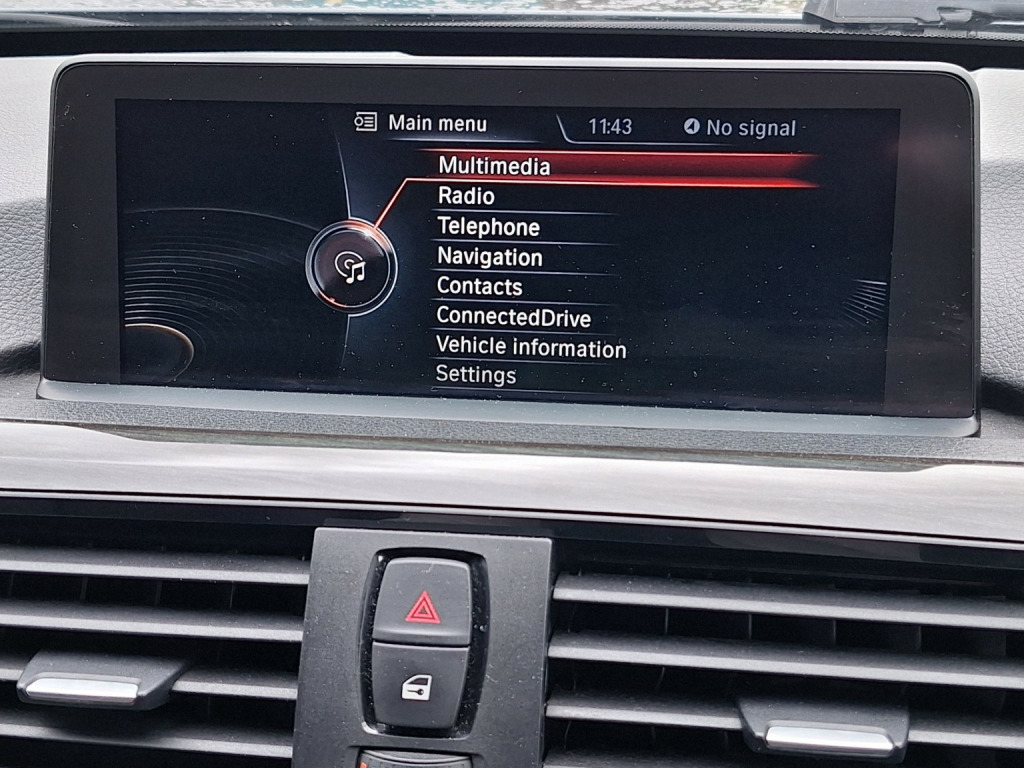 Main menu 11:43 No signal
Multimedia
Radio
Telephone
Navigation
Contacts
ConnectedDrive
Vehicle information
Settings